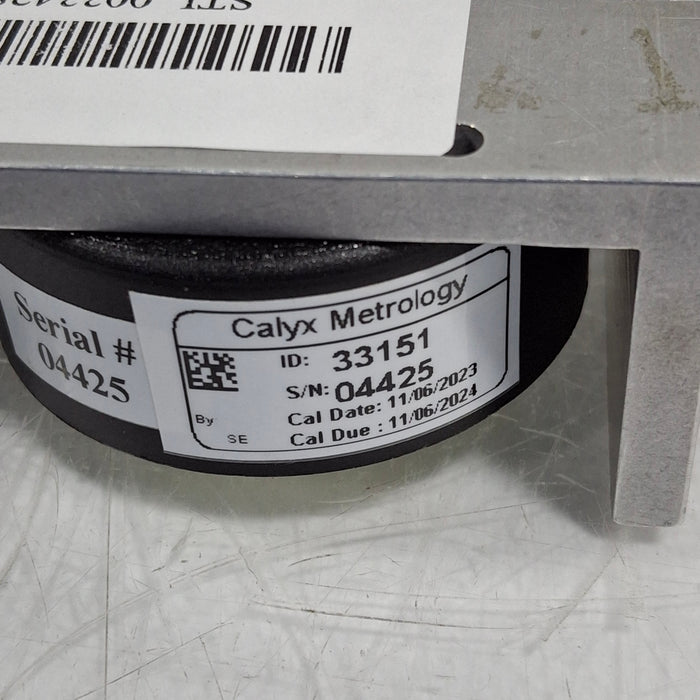 Serial #
04425
Calyx Metrology
ID: 33151
S/N: 04425
Cal Date: 11/06/2023
Cal Due : 11/06/2024
By
SE